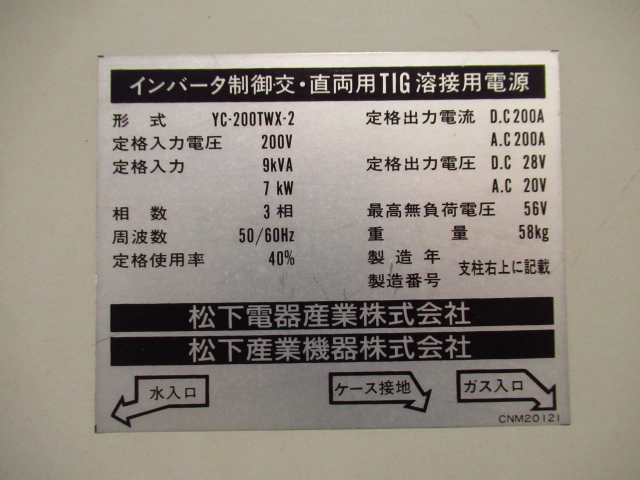 インバータ制御交・直両用TIG溶接用電源
形式 YC-200TWX-2
定格入力電圧 200V
定格入力 9kVA
7kW
相数 3相
周波数 50/60Hz
定格使用率 40%
定格出力電流 D.C200A
A.C200A
定格出力電圧 D.C 28V
A.C 20V
最高無負荷電圧 56V
重量 58kg
製造年
製造番号 支柱右上に記載
松下電器産業株式会社
松下産業機器株式会社
水入口
ケース接地
ガス入口
CNM20121